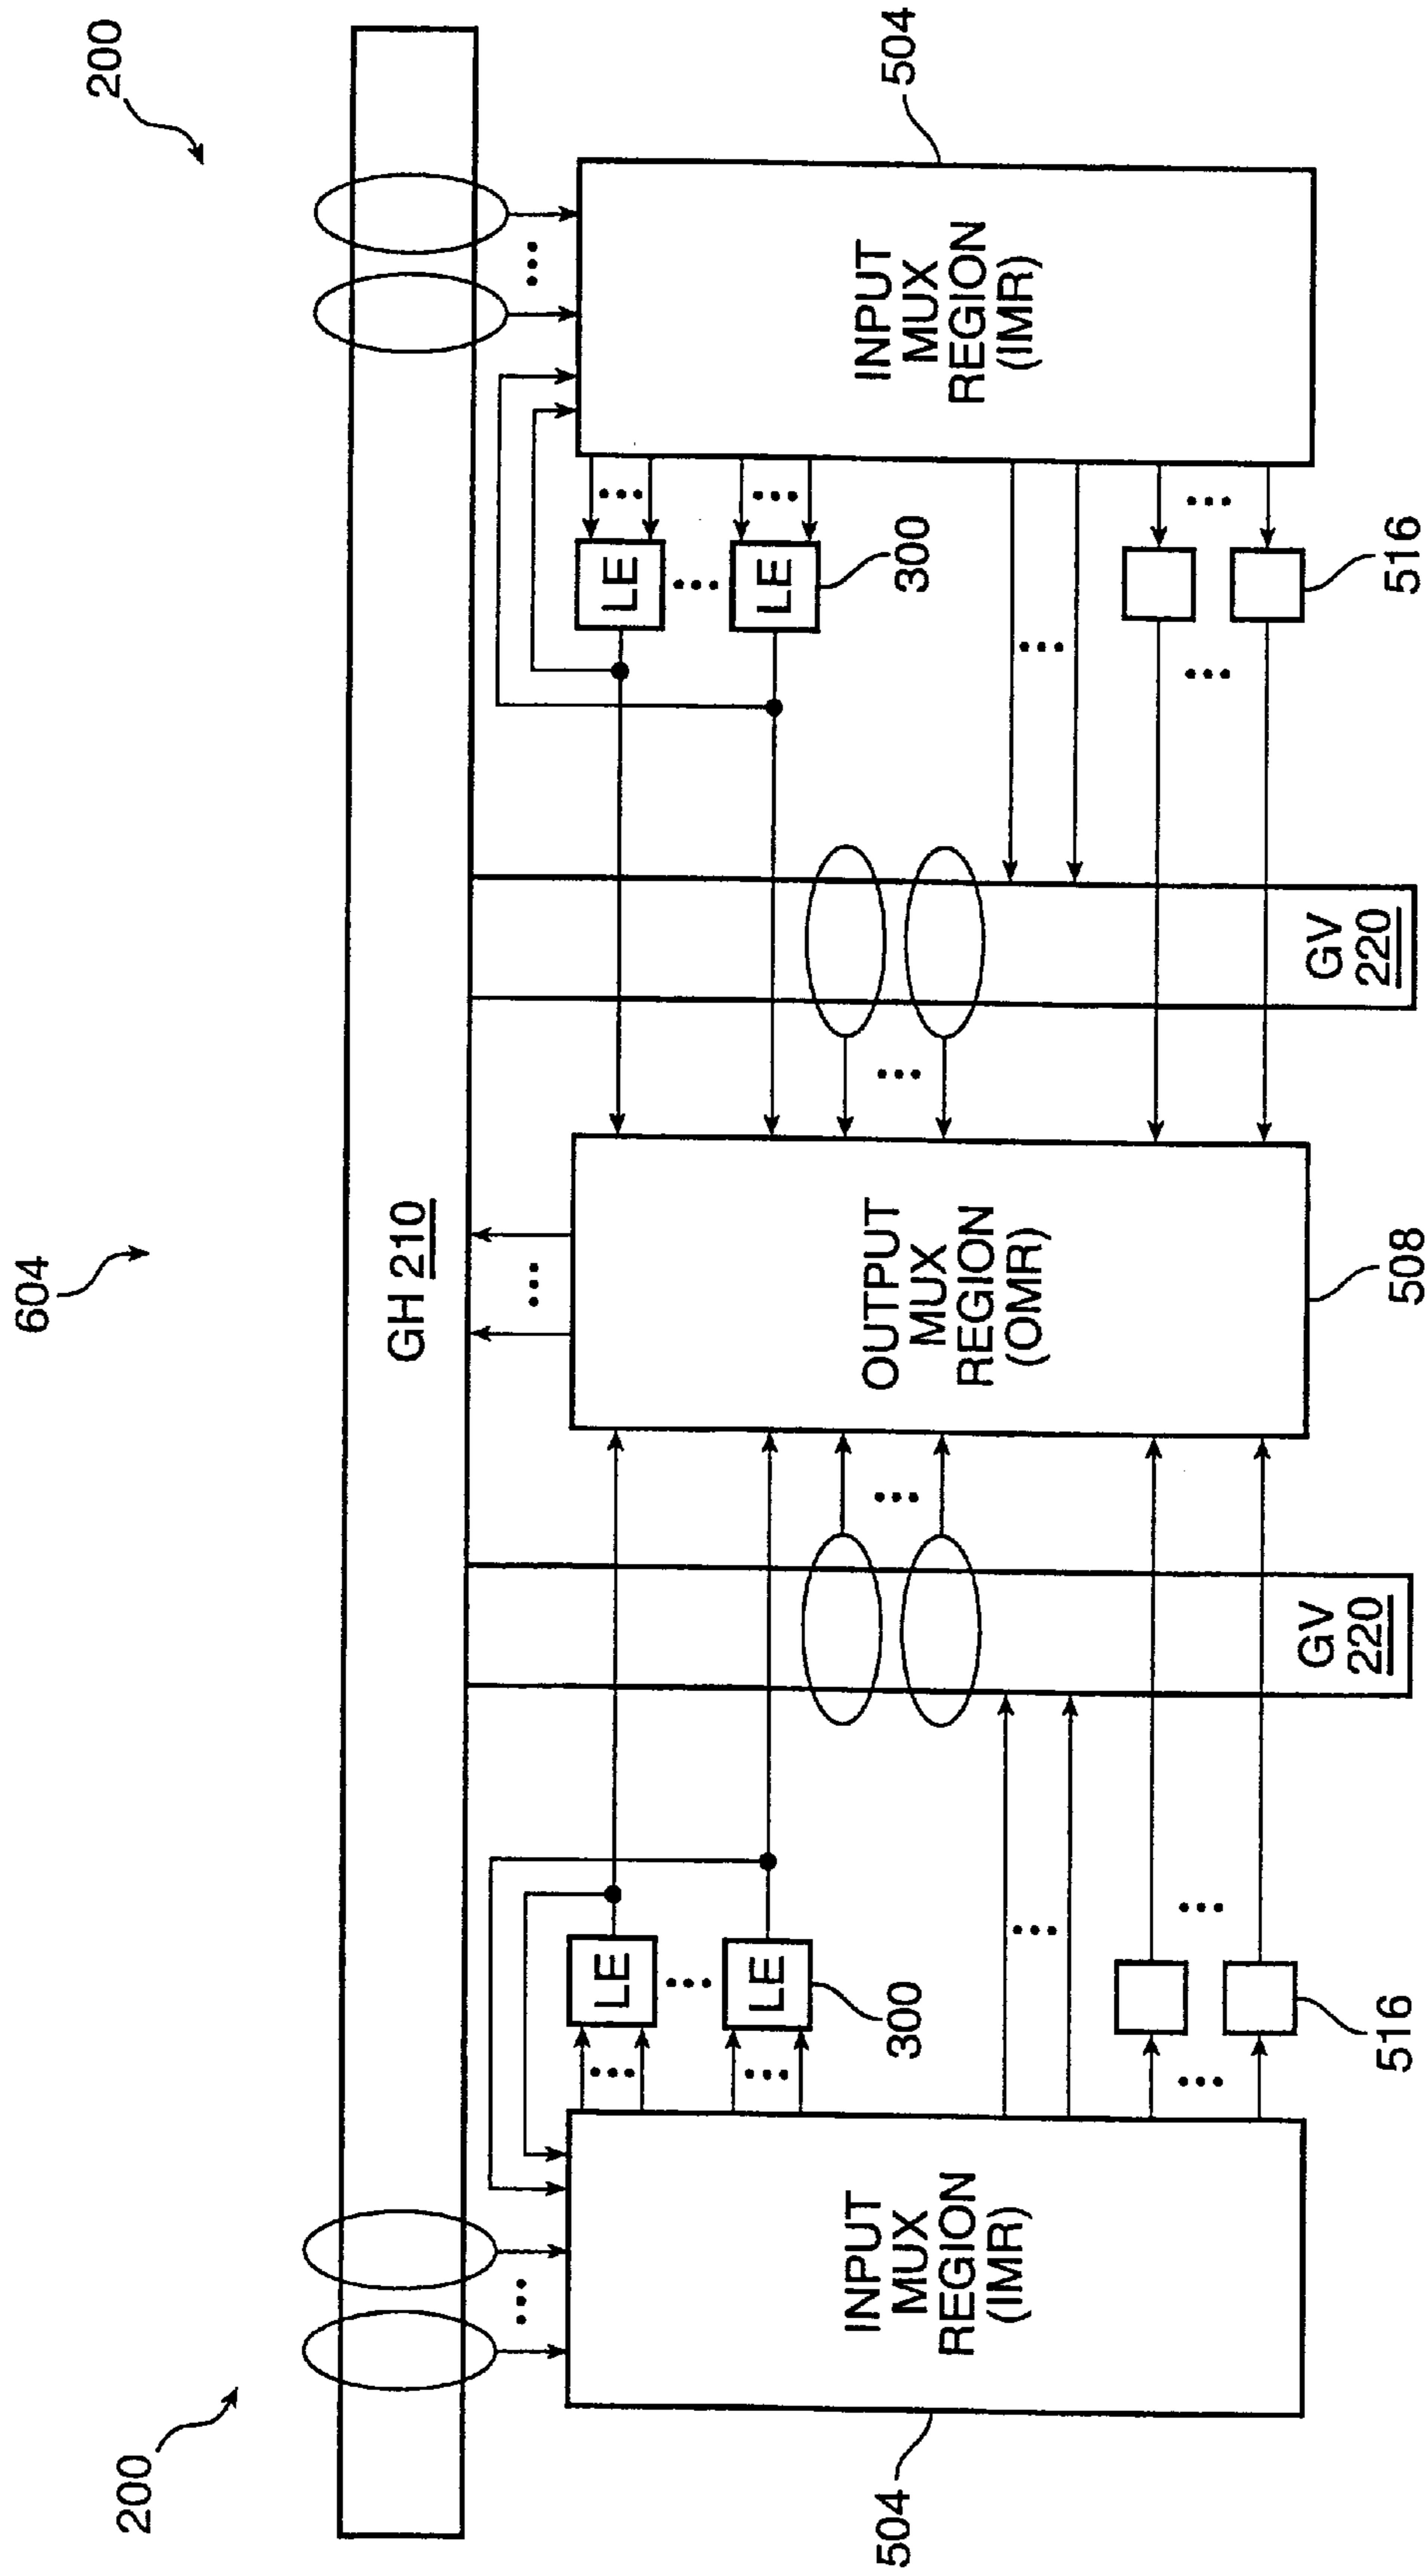 604
200
200
GH 210
504
INPUT
MUX
REGION
(IMR)
LE
LE
300
516
GV
220
OUTPUT
MUX
REGION
(OMR)
508
GV
220
LE
LE
300
516
INPUT
MUX
REGION
(IMR)
504